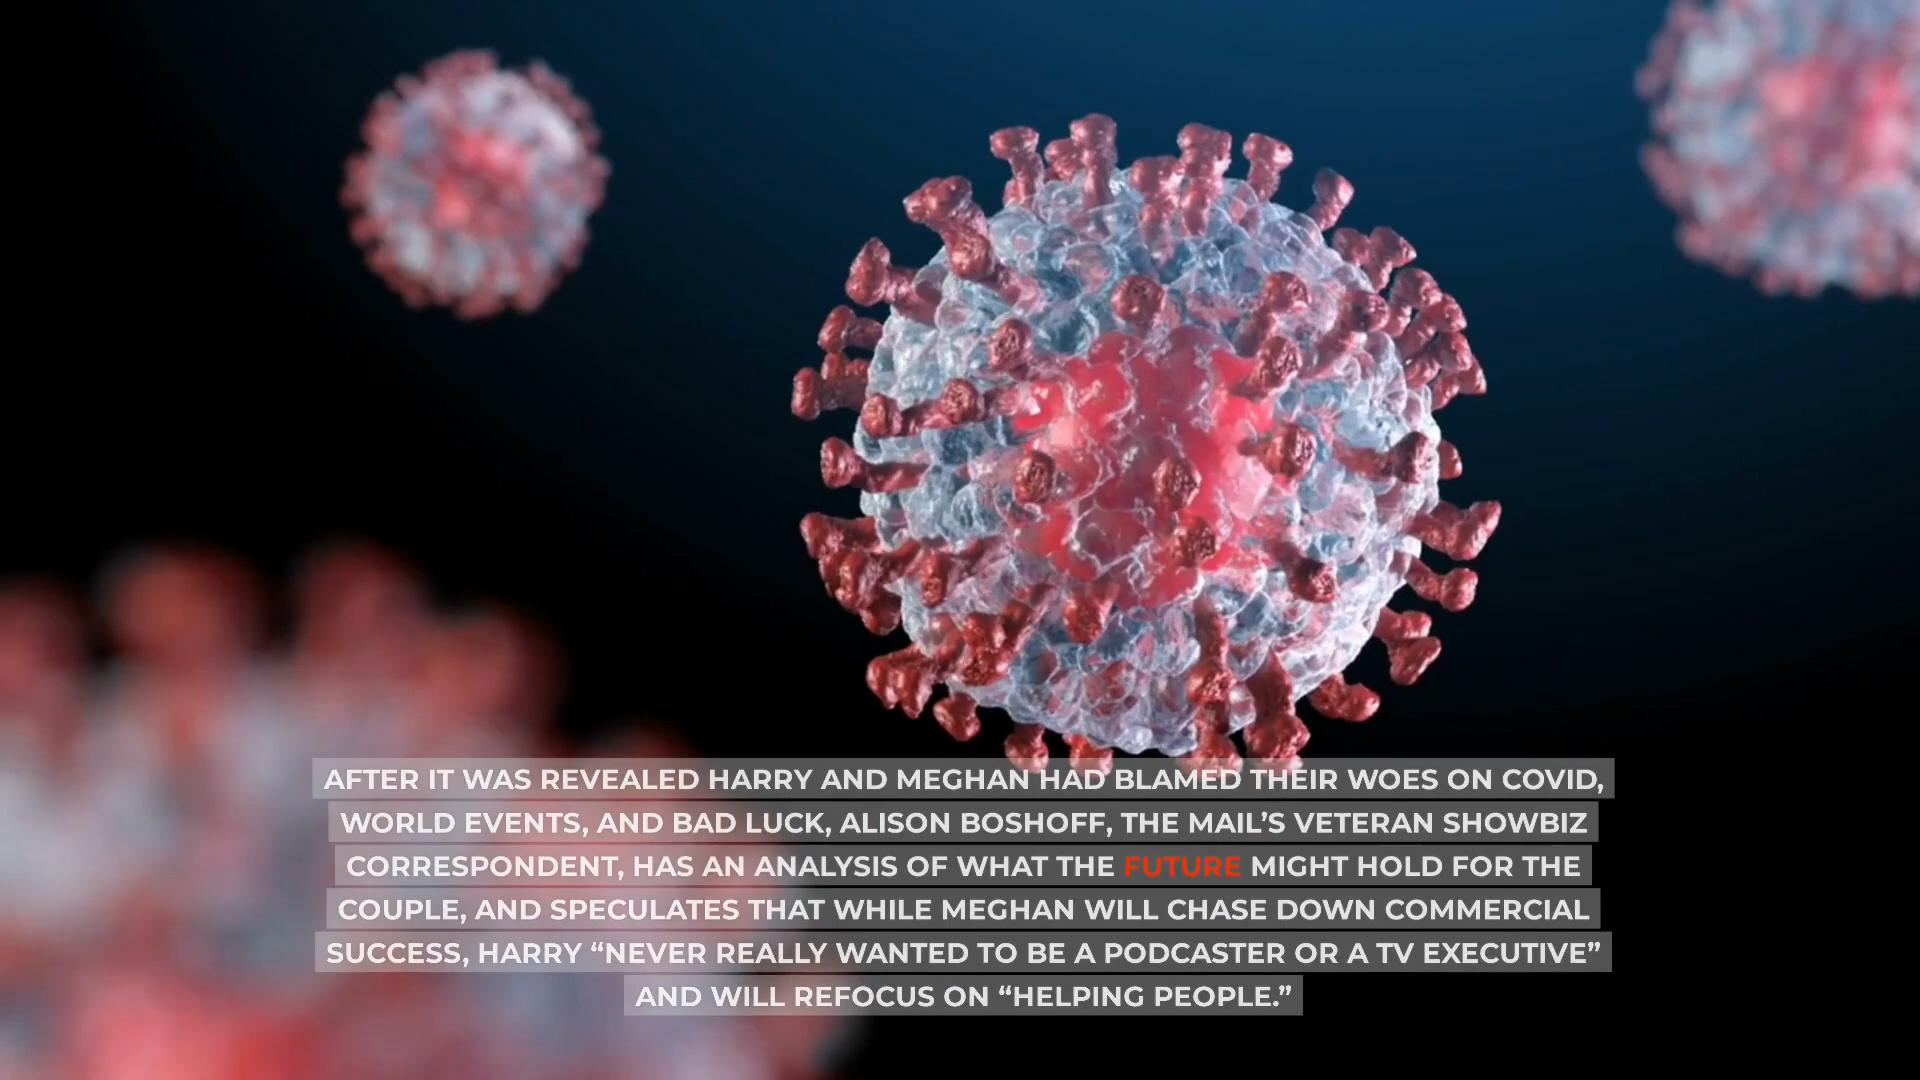 AFTER IT WAS REVEALED HARRY AND MEGHAN HAD BLAMED THEIR WOES ON COVID,
WORLD EVENTS, AND BAD LUCK, ALISON BOSHOFF, THE MAIL’S VETERAN SHOWBIZ
CORRESPONDENT, HAS AN ANALYSIS OF WHAT THE FUTURE MIGHT HOLD FOR THE
COUPLE, AND SPECULATES THAT WHILE MEGHAN WILL CHASE DOWN COMMERCIAL
SUCCESS, HARRY “NEVER REALLY WANTED TO BE A PODCASTER OR A TV EXECUTIVE”
AND WILL REFOCUS ON “HELPING PEOPLE.”